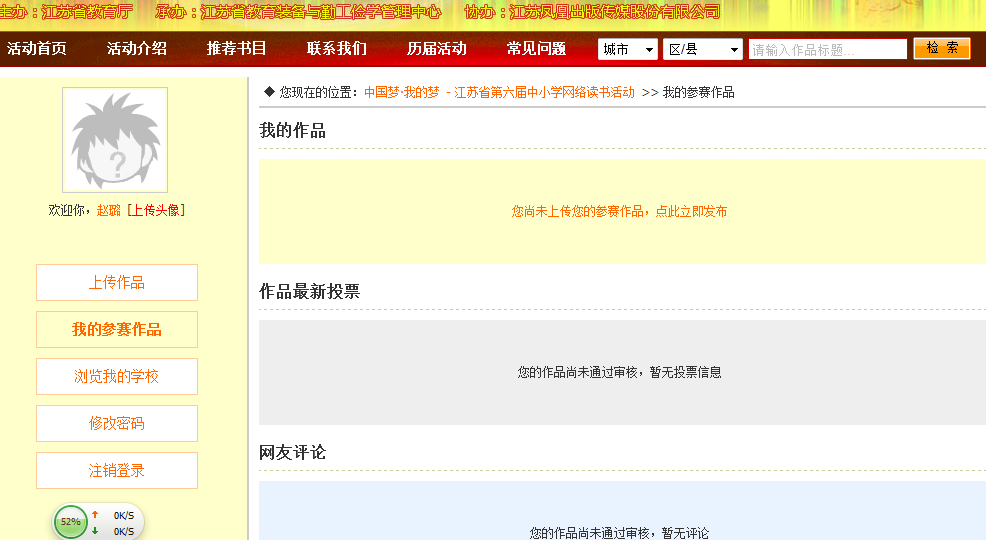 主办：江苏省教育厅 承办：江苏省教育装备与勤工俭学管理中心 协办：江苏凤凰出版传媒股份有限公司
活动首页 活动介绍 推荐书目 联系我们 历届活动 常见问题 城市 区/县 请输入作品标题... 检 索
◆ 您现在的位置：中国梦·我的梦 - 江苏省第六届中小学网络读书活动 >> 我的参赛作品
欢迎你，赵璐 [上传头像]
上传作品
我的参赛作品
浏览我的学校
修改密码
注销登录
52% 0K/S
0K/S
我的作品
您尚未上传您的参赛作品，点此立即发布
作品最新投票
您的作品尚未通过审核，暂无投票信息
网友评论
您的作品尚未通过审核，暂无评论